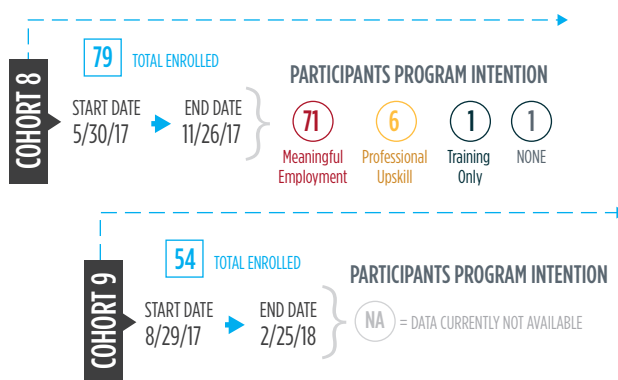 COHORT 8
79 TOTAL ENROLLED
START DATE
5/30/17
END DATE
11/26/17
PARTICIPANTS PROGRAM INTENTION
71
Meaningful
Employment
6
Professional
Upskill
1
Training
Only
1
NONE
COHORT 9
54 TOTAL ENROLLED
START DATE
8/29/17
END DATE
2/25/18
PARTICIPANTS PROGRAM INTENTION
NA = DATA CURRENTLY NOT AVAILABLE